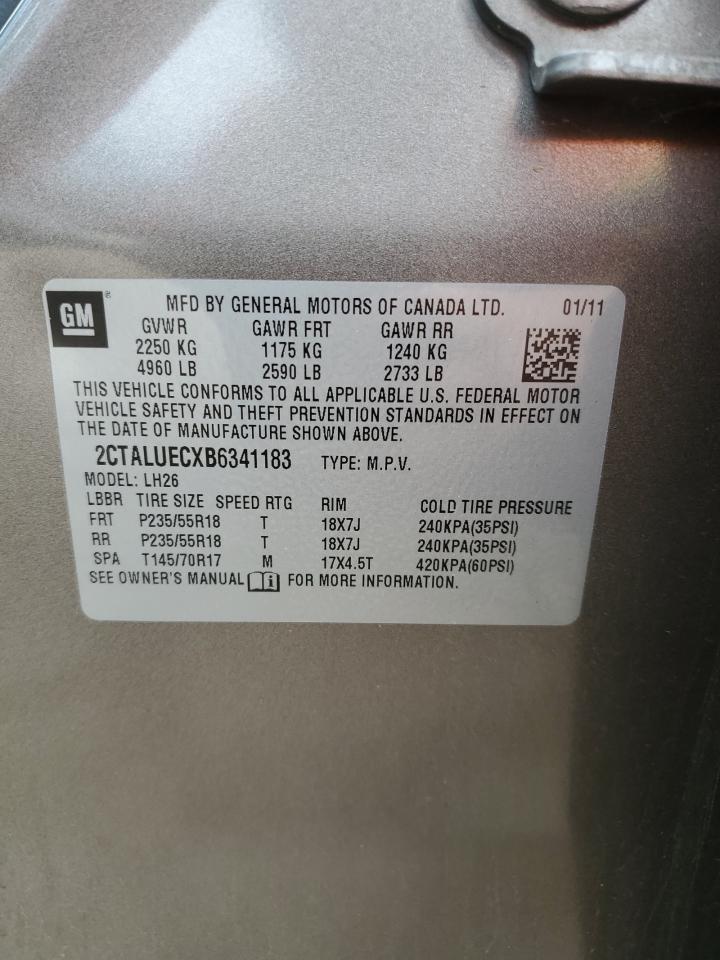 GM
MFD BY GENERAL MOTORS OF CANADA LTD. 01/11
GVWR GAWR FRT GAWR RR
2250 KG 1175 KG 1240 KG
4960 LB 2590 LB 2733 LB
THIS VEHICLE CONFORMS TO ALL APPLICABLE U.S. FEDERAL MOTOR
VEHICLE SAFETY AND THEFT PREVENTION STANDARDS IN EFFECT ON
THE DATE OF MANUFACTURE SHOWN ABOVE.
2CTALUECXB6341183 TYPE: M.P.V.
MODEL: LH26
LBBR TIRE SIZE SPEED RTG RIM COLD TIRE PRESSURE
FRT P235/55R18 T 18X7J 240KPA(35PSI)
RR P235/55R18 T 18X7J 240KPA(35PSI)
SPA T145/70R17 M 17X4.5T 420KPA(60PSI)
SEE OWNER'S MANUAL i FOR MORE INFORMATION.